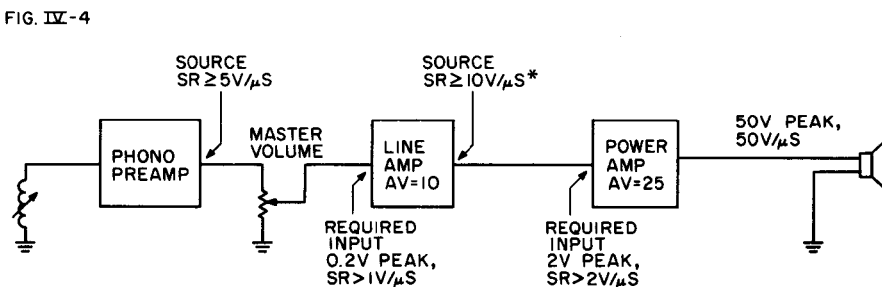 FIG. IV-4
SOURCE
SR≥5V/μS
SOURCE
SR≥10V/μS*
50V PEAK,
50V/μS
PHONO
PREAMP
MASTER
VOLUME
LINE
AMP
AV=10
POWER
AMP
AV=25
REQUIRED
INPUT
0.2V PEAK,
SR>1V/μS
REQUIRED
INPUT
2V PEAK,
SR>2V/μS